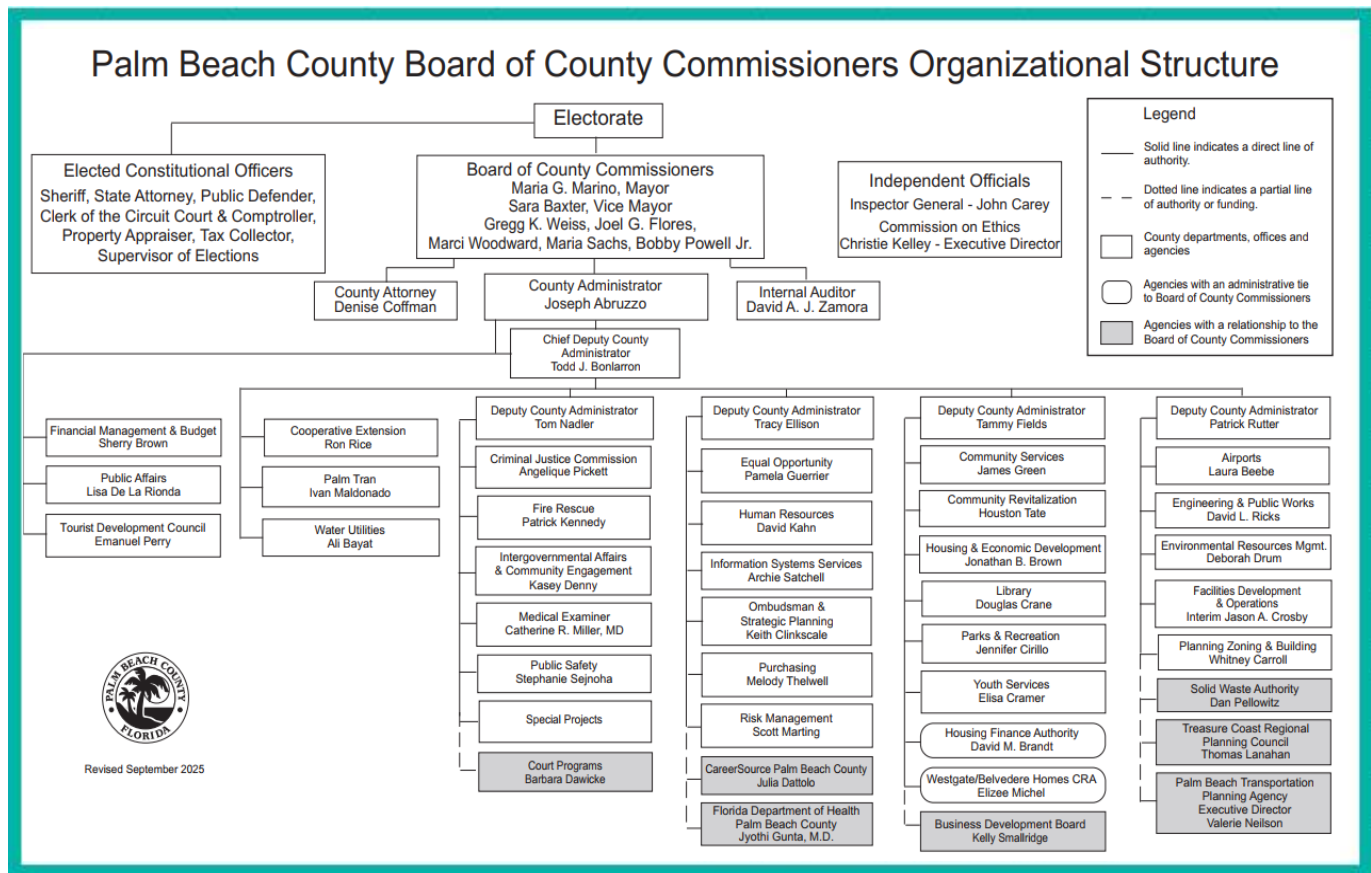 Palm Beach County Board of County Commissioners Organizational Structure
Electorate
Elected Constitutional Officers
Sheriff, State Attorney, Public Defender,
Clerk of the Circuit Court & Comptroller,
Property Appraiser, Tax Collector,
Supervisor of Elections
Board of County Commissioners
Maria G. Marino, Mayor
Sara Baxter, Vice Mayor
Gregg K. Weiss, Joel G. Flores,
Marci Woodward, Maria Sachs, Bobby Powell Jr.
Independent Officials
Inspector General - John Carey
Commission on Ethics
Christie Kelley - Executive Director
Legend
Solid line indicates a direct line of
authority.
Dotted line indicates a partial line
of authority or funding.
County departments, offices and
agencies
Agencies with an administrative tie
to Board of County Commissioners
Agencies with a relationship to the
Board of County Commissioners
County Attorney
Denise Coffman
County Administrator
Joseph Abruzzo
Internal Auditor
David A. J. Zamora
Chief Deputy County
Administrator
Todd J. Bonlarron
Financial Management & Budget
Sherry Brown
Public Affairs
Lisa De La Rionda
Tourist Development Council
Emanuel Perry
Cooperative Extension
Ron Rice
Palm Tran
Ivan Maldonado
Water Utilities
Ali Bayat
Deputy County Administrator
Tom Nadler
Criminal Justice Commission
Angelique Pickett
Fire Rescue
Patrick Kennedy
Intergovernmental Affairs
& Community Engagement
Kasey Denny
Medical Examiner
Catherine R. Miller, MD
Public Safety
Stephanie Sejnoha
Special Projects
Court Programs
Barbara Dawicke
Deputy County Administrator
Tracy Ellison
Equal Opportunity
Pamela Guerrier
Human Resources
David Kahn
Information Systems Services
Archie Satchell
Ombudsman &
Strategic Planning
Keith Clinkscale
Purchasing
Melody Thelwell
Risk Management
Scott Marting
CareerSource Palm Beach County
Julia Dattolo
Florida Department of Health
Palm Beach County
Jyothi Gunta, M.D.
Deputy County Administrator
Tammy Fields
Community Services
James Green
Community Revitalization
Houston Tate
Housing & Economic Development
Jonathan B. Brown
Library
Douglas Crane
Parks & Recreation
Jennifer Cirillo
Youth Services
Elisa Cramer
Housing Finance Authority
David M. Brandt
Westgate/Belvedere Homes CRA
Elizee Michel
Business Development Board
Kelly Smallridge
Deputy County Administrator
Patrick Rutter
Airports
Laura Beebe
Engineering & Public Works
David L. Ricks
Environmental Resources Mgmt.
Deborah Drum
Facilities Development
& Operations
Interim Jason A. Crosby
Planning Zoning & Building
Whitney Carroll
Solid Waste Authority
Dan Pellowitz
Treasure Coast Regional
Planning Council
Thomas Lanahan
Palm Beach Transportation
Planning Agency
Executive Director
Valerie Neilson
PALM BEACH COUNTY
FLORIDA
Revised September 2025